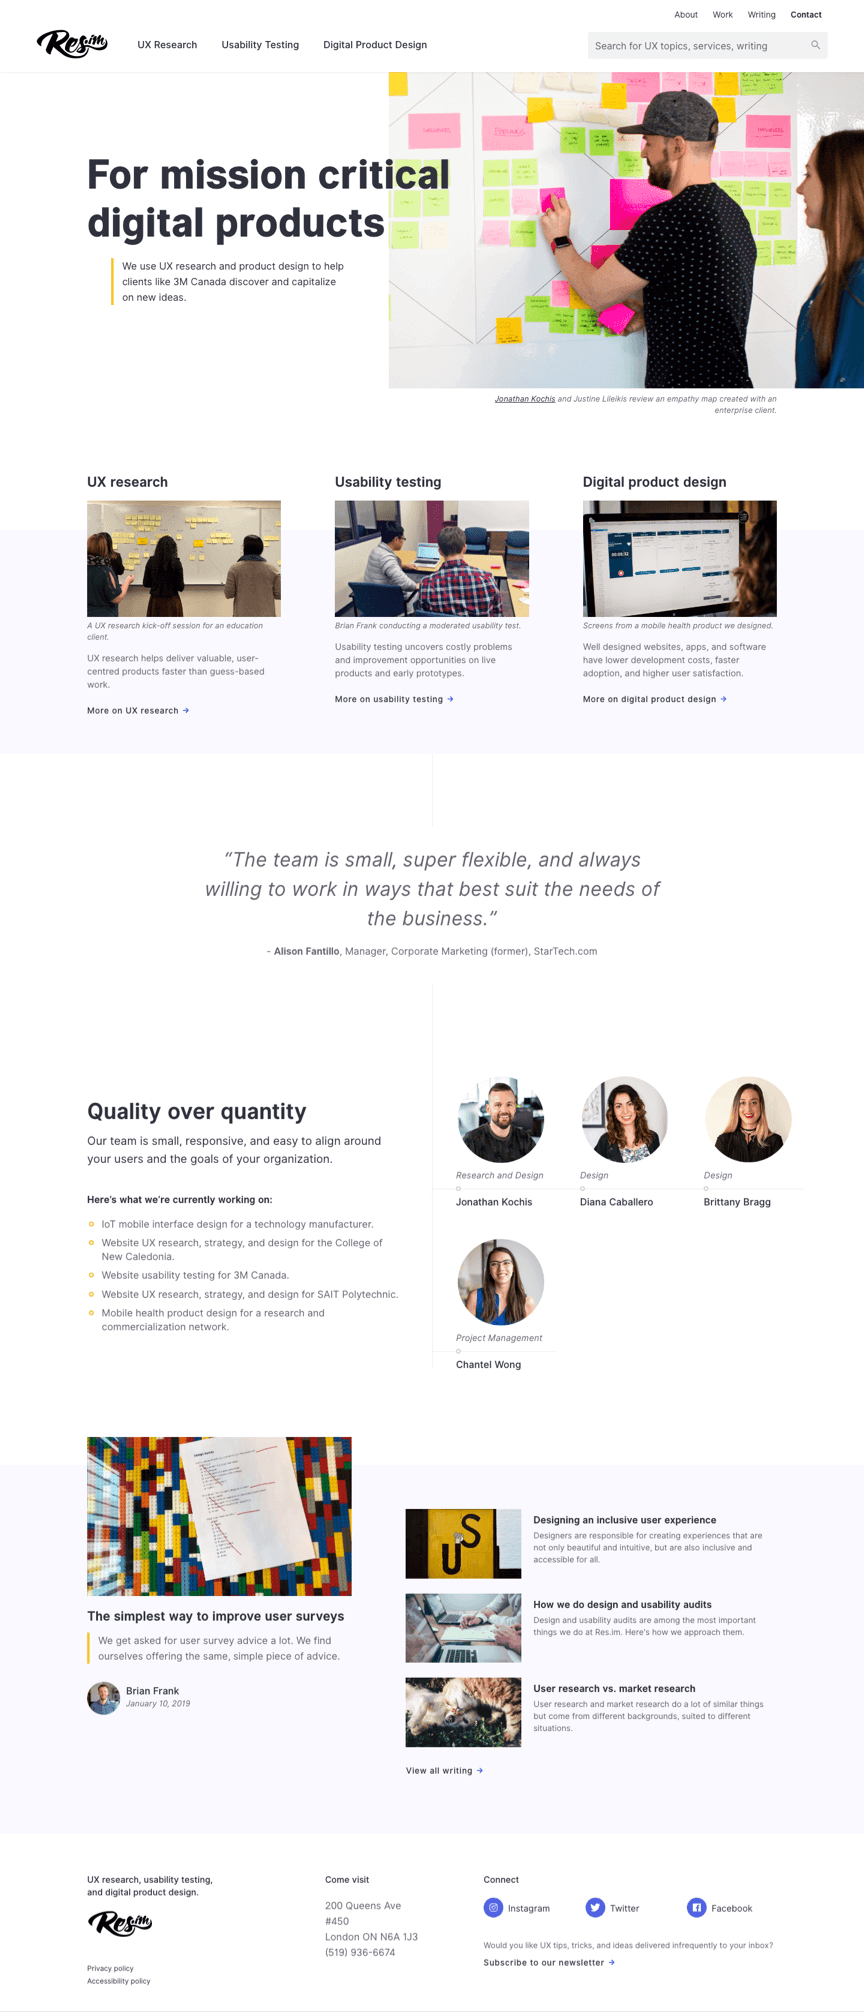 About Work Writing Contact
Res.im
UX Research Usability Testing Digital Product Design
Search for UX topics, services, writing
For mission critical
digital products
We use UX research and product design to help
clients like 3M Canada discover and capitalize
on new ideas.
Jonathan Kochis and Justine Lileikis review an empathy map created with an
enterprise client.
UX research
A UX research kick-off session for an education
client.
UX research helps deliver valuable, user-
centred products faster than guess-based
work.
More on UX research →
Usability testing
Brian Frank conducting a moderated usability test.
Usability testing uncovers costly problems
and improvement opportunities on live
products and early prototypes.
More on usability testing →
Digital product design
Screens from a mobile health product we designed.
Well designed websites, apps, and software
have lower development costs, faster
adoption, and higher user satisfaction.
More on digital product design →
“The team is small, super flexible, and always
willing to work in ways that best suit the needs of
the business.”
- Alison Fantillo, Manager, Corporate Marketing (former), StarTech.com
Quality over quantity
Our team is small, responsive, and easy to align around
your users and the goals of your organization.
Here's what we're currently working on:
IoT mobile interface design for a technology manufacturer.
Website UX research, strategy, and design for the College of
New Caledonia.
Website usability testing for 3M Canada.
Website UX research, strategy, and design for SAIT Polytechnic.
Mobile health product design for a research and
commercialization network.
Research and Design
Jonathan Kochis
Design
Diana Caballero
Design
Brittany Bragg
Project Management
Chantel Wong
The simplest way to improve user surveys
We get asked for user survey advice a lot. We find
ourselves offering the same, simple piece of advice.
Brian Frank
January 10, 2019
US
Designing an inclusive user experience
Designers are responsible for creating experiences that are
not only beautiful and intuitive, but are also inclusive and
accessible for all.
How we do design and usability audits
Design and usability audits are among the most important
things we do at Res.im. Here's how we approach them.
User research vs. market research
User research and market research do a lot of similar things
but come from different backgrounds, suited to different
situations.
View all writing →
UX research, usability testing,
and digital product design.
Res.im
Privacy policy
Accessibility policy
Come visit
200 Queens Ave
#450
London ON N6A 1J3
(519) 936-6674
Connect
Instagram Twitter Facebook
Would you like UX tips, tricks, and ideas delivered infrequently to your inbox?
Subscribe to our newsletter →